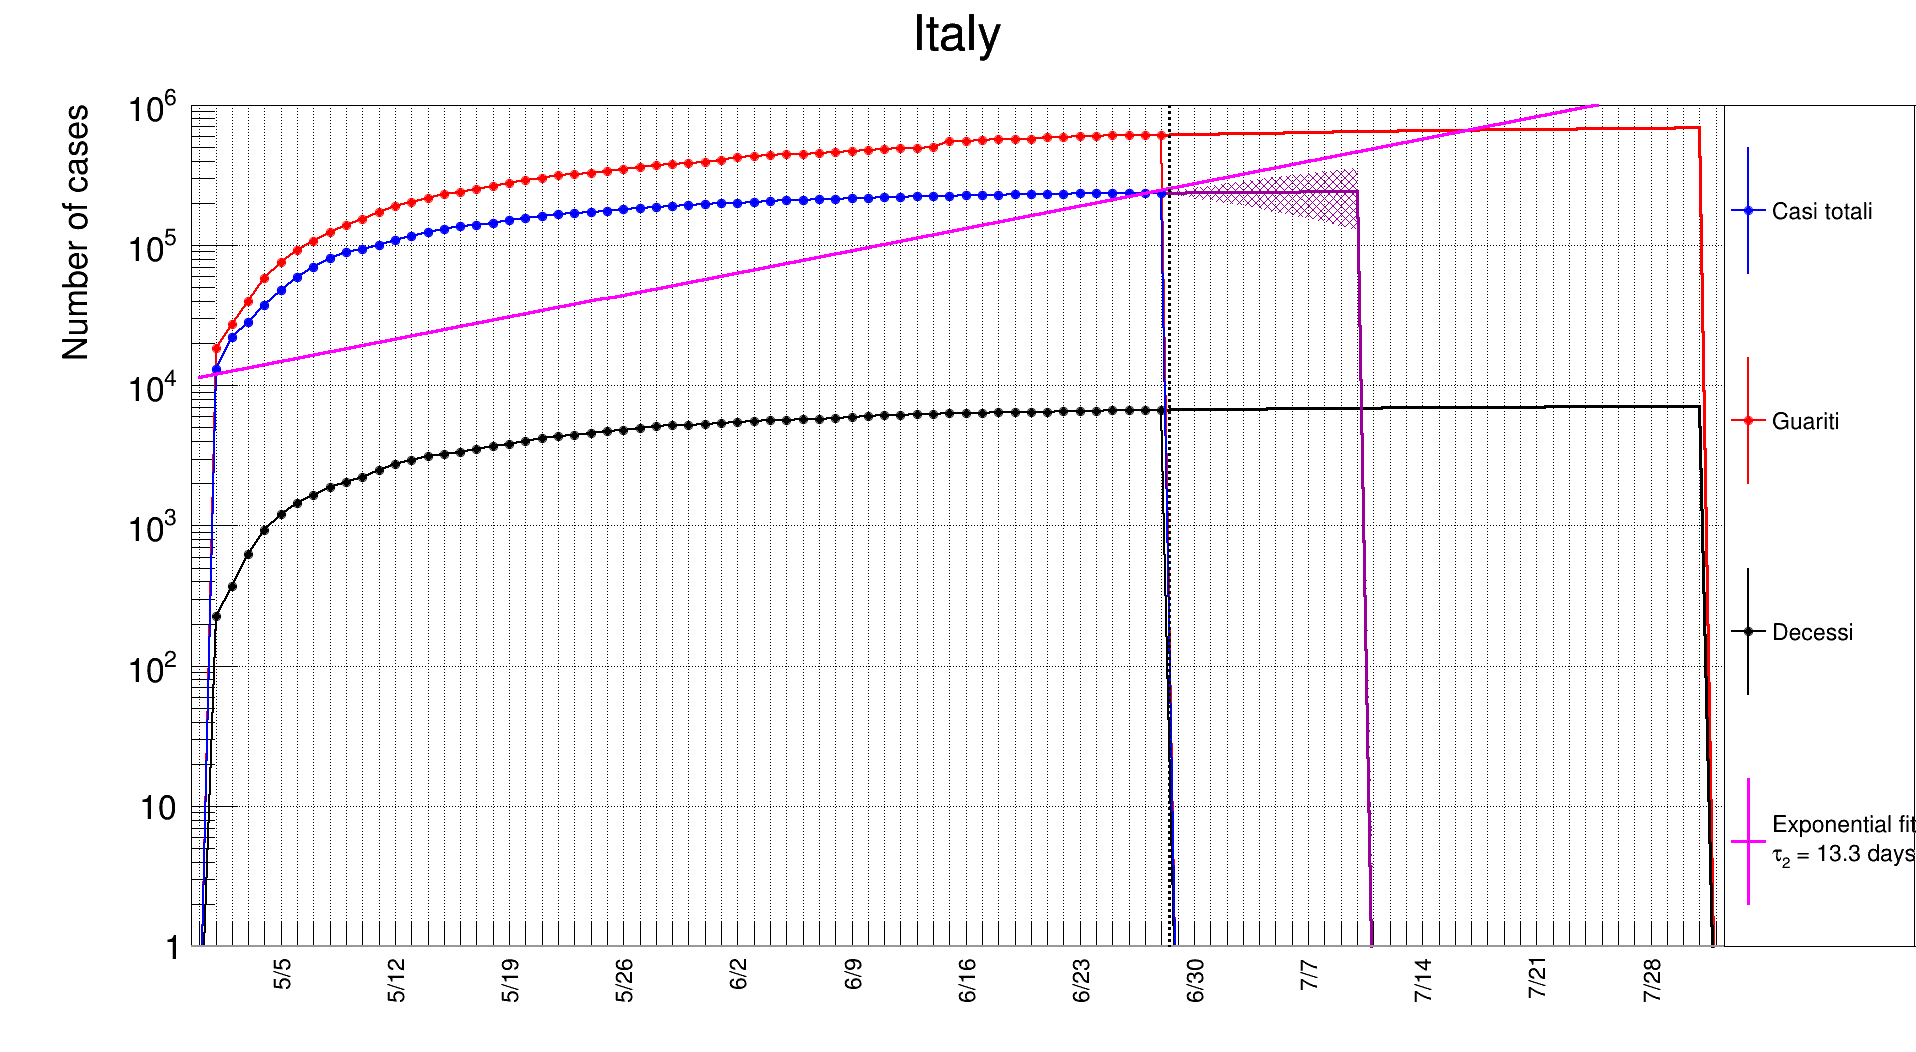 Italy
Number of cases
10^6
10^5
10^4
10^3
10^2
10
1
5/5
5/12
5/19
5/26
6/2
6/9
6/16
6/23
6/30
7/7
7/14
7/21
7/28
Casi totali
Guariti
Decessi
Exponential fit
τ₂ = 13.3 days